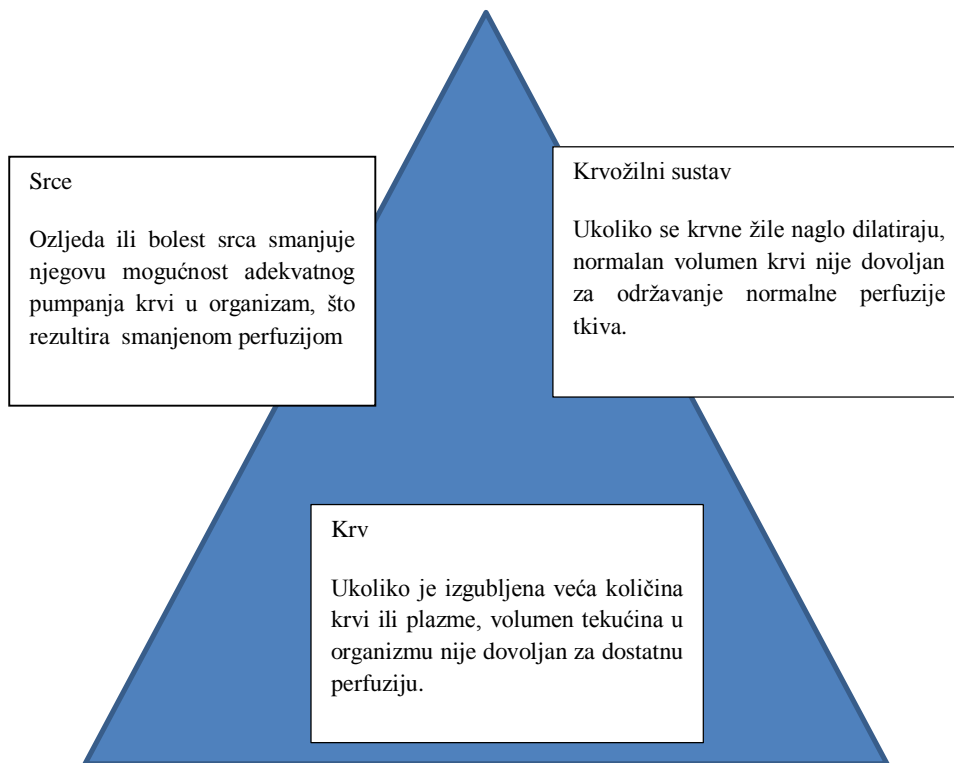 Srce
Ozljeda ili bolest srca smanjuje
njegovu mogućnost adekvatnog
pumpanja krvi u organizam, što
rezultira smanjenom perfuzijom
Krvožilni sustav
Ukoliko se krvne žile naglo dilatiraju,
normalan volumen krvi nije dovoljan
za održavanje normalne perfuzije
tkiva.
Krv
Ukoliko je izgubljena veća količina
krvi ili plazme, volumen tekućina u
organizmu nije dovoljan za dostatnu
perfuziju.